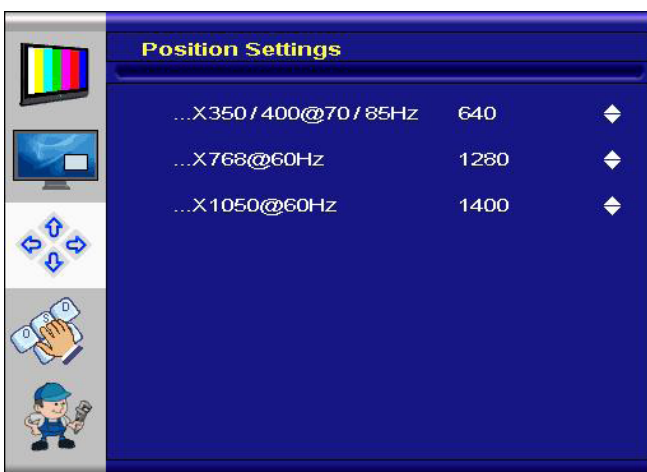 Position Settings
...X350/400@70/85Hz 640
...X768@60Hz 1280
...X1050@60Hz 1400
O S D